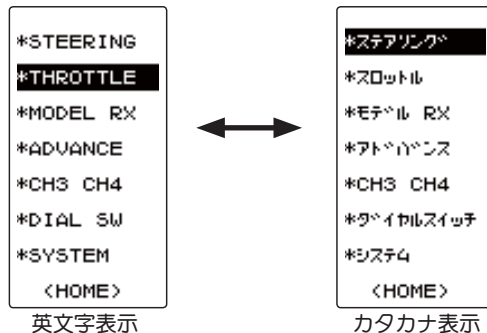 *STEERING
*THROTTLE
*MODEL RX
*ADVANCE
*CH3 CH4
*DIAL SW
*SYSTEM
<HOME>
英文字表示
*ステアリング
*スロットル
*モデル RX
*アドバンス
*CH3 CH4
*ダイヤルスイッチ
*システム
<HOME>
カタカナ表示